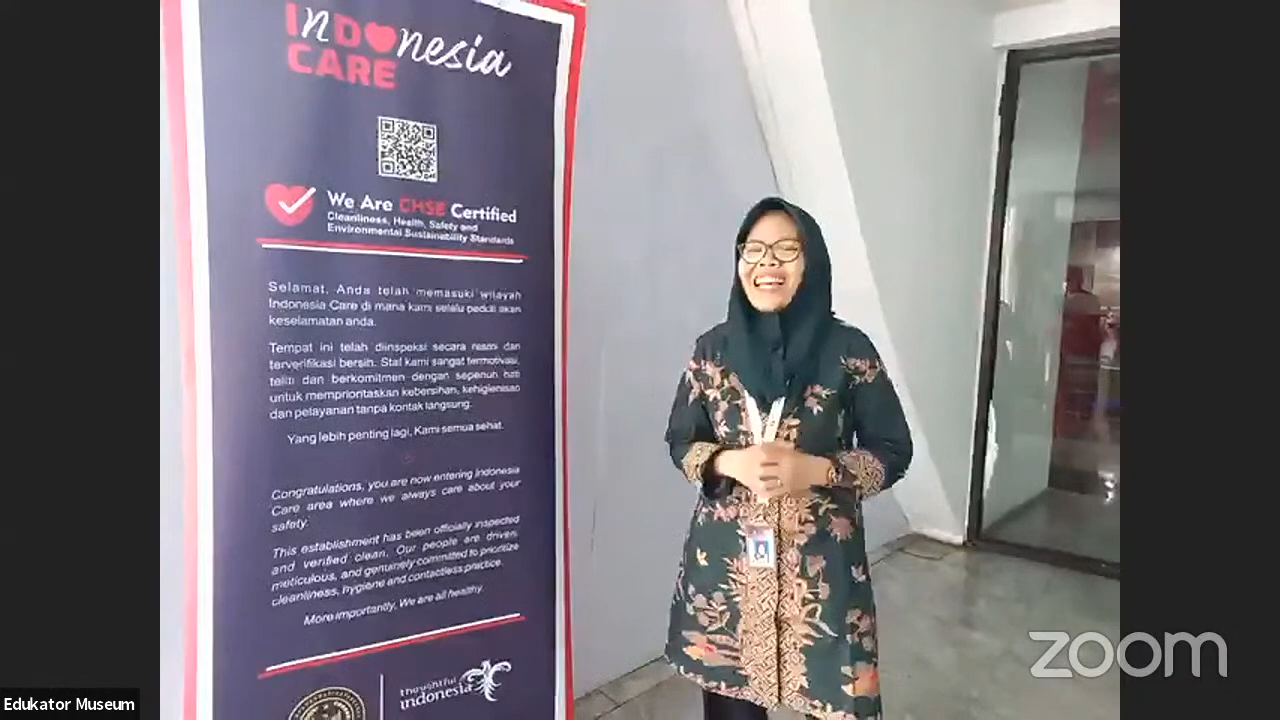 INDONesia
CARE
We Are CHSE Certified
Cleanliness, Health, Safety and
Environmental Sustainability Standards
Selamat, Anda telah memasuki wilayah
Indonesia Care di mana kami selalu peduli akan
keselamatan anda.
Tempat ini telah diinspeksi secara resmi dan
terverifikasi bersih. Staf kami sangat termotivasi,
teliti dan berkomitmen dengan sepenuh hati
untuk memprioritaskan kebersihan, kehigienisan
dan pelayanan tanpa kontak langsung.
Yang lebih penting lagi, Kami semua sehat.
Congratulations, you are now entering Indonesia
Care area where we always care about your
safety.
This establishment has been officially inspected
and verified clean. Our people are driven,
meticulous, and genuinely committed to prioritize
cleanliness, hygiene and contactless practice.
More importantly, We are all healthy.
thoughtful
indonesia
Edukator Museum
zoom